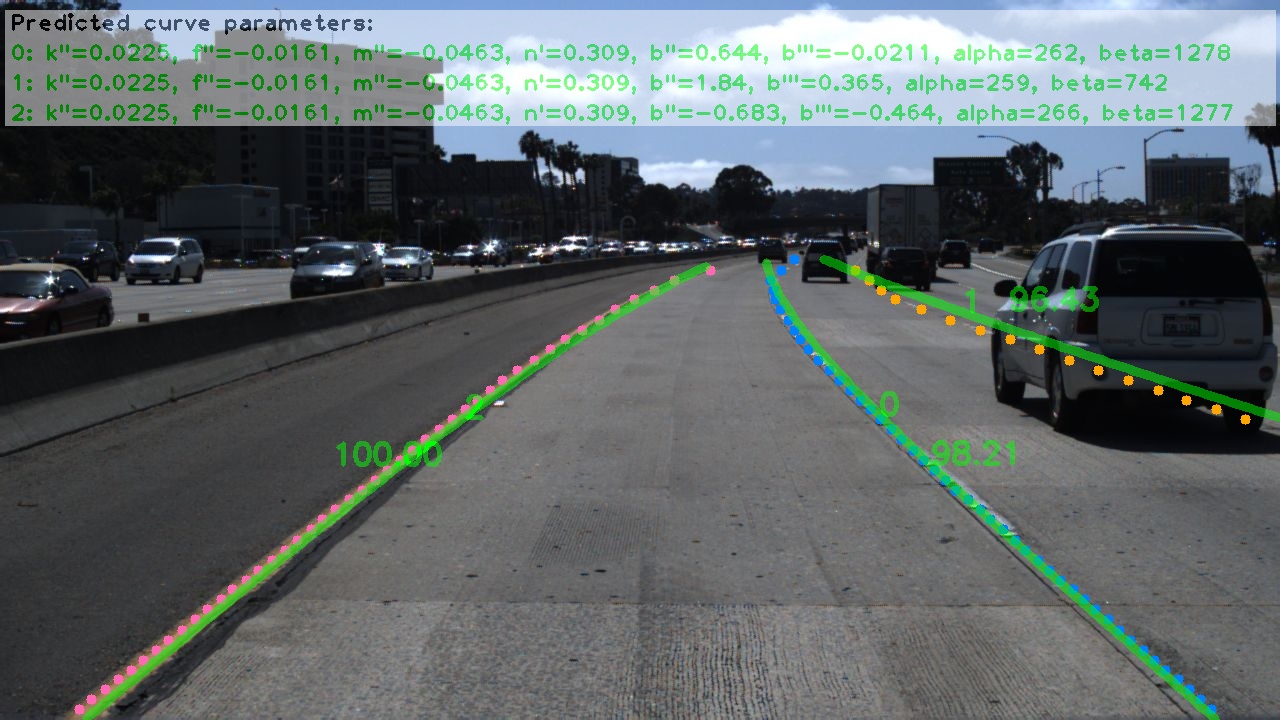 Predicted curve parameters:
0: k''=0.0225, f''=-0.0161, m''=-0.0463, n'=0.309, b''=0.644, b'''=-0.0211, alpha=262, beta=1278
1: k''=0.0225, f''=-0.0161, m''=-0.0463, n'=0.309, b''=1.84, b'''=0.365, alpha=259, beta=742
2: k''=0.0225, f''=-0.0161, m''=-0.0463, n'=0.309, b''=-0.683, b'''=-0.464, alpha=266, beta=1277
1 96.43
0
100.00 98.21